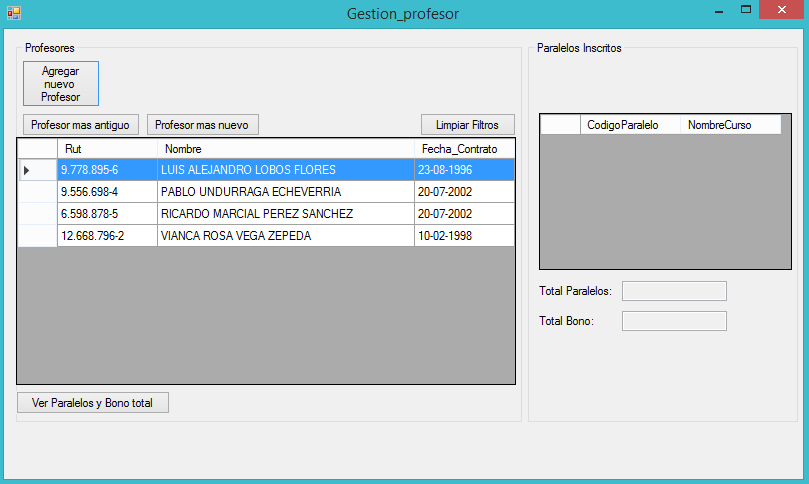 Gestion_profesor
Profesores
Agregar
nuevo
Profesor
Profesor mas antiguo
Profesor mas nuevo
Limpiar Filtros
Rut Nombre Fecha_Contrato
9.778.895-6 LUIS ALEJANDRO LOBOS FLORES 23-08-1996
9.556.698-4 PABLO UNDURRAGA ECHEVERRIA 20-07-2002
6.598.878-5 RICARDO MARCIAL PEREZ SANCHEZ 20-07-2002
12.668.796-2 VIANCA ROSA VEGA ZEPEDA 10-02-1998
Ver Paralelos y Bono total
Paralelos Inscritos
CodigoParalelo NombreCurso
Total Paralelos:
Total Bono: